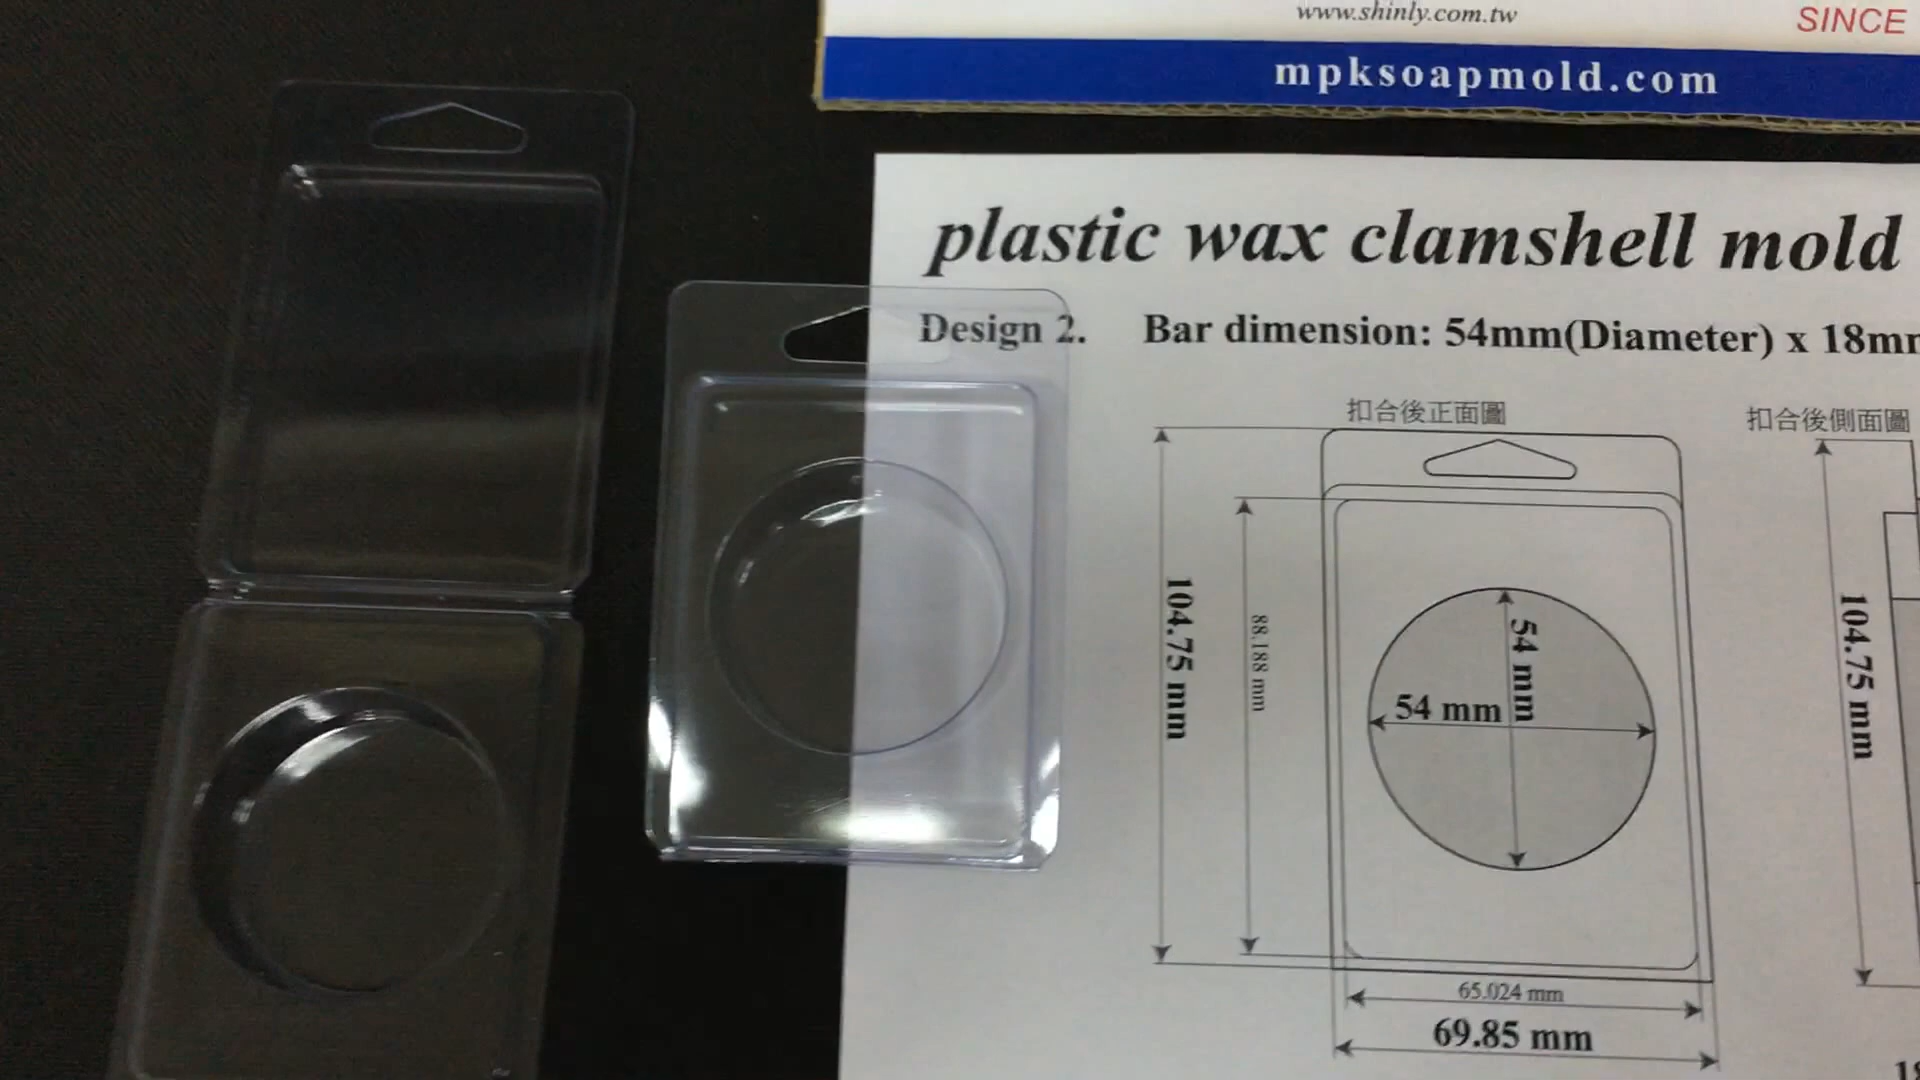 www.shinly.com.tw
SINCE
mpksoapmold.com
plastic wax clamshell mold
Design 2. Bar dimension: 54mm(Diameter) x 18mm
扣合後正面圖
扣合後側面圖
104.75 mm
88.188 mm
54 mm
54 mm
104.75 mm
65.024 mm
69.85 mm
18